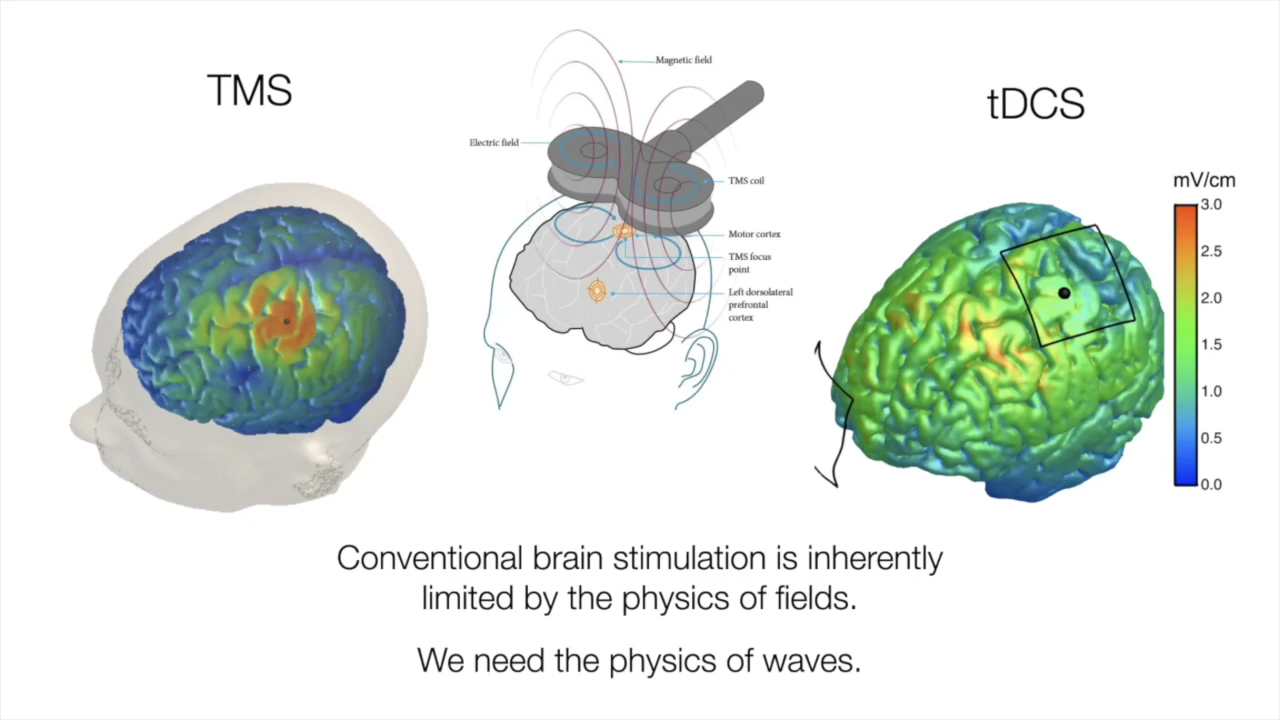 TMS
Magnetic field
Electric field
TMS coil
Motor cortex
TMS focus
point
Left dorsolateral
prefrontal
cortex
tDCS
mV/cm
3.0
2.5
2.0
1.5
1.0
0.5
0.0
Conventional brain stimulation is inherently
limited by the physics of fields.
We need the physics of waves.